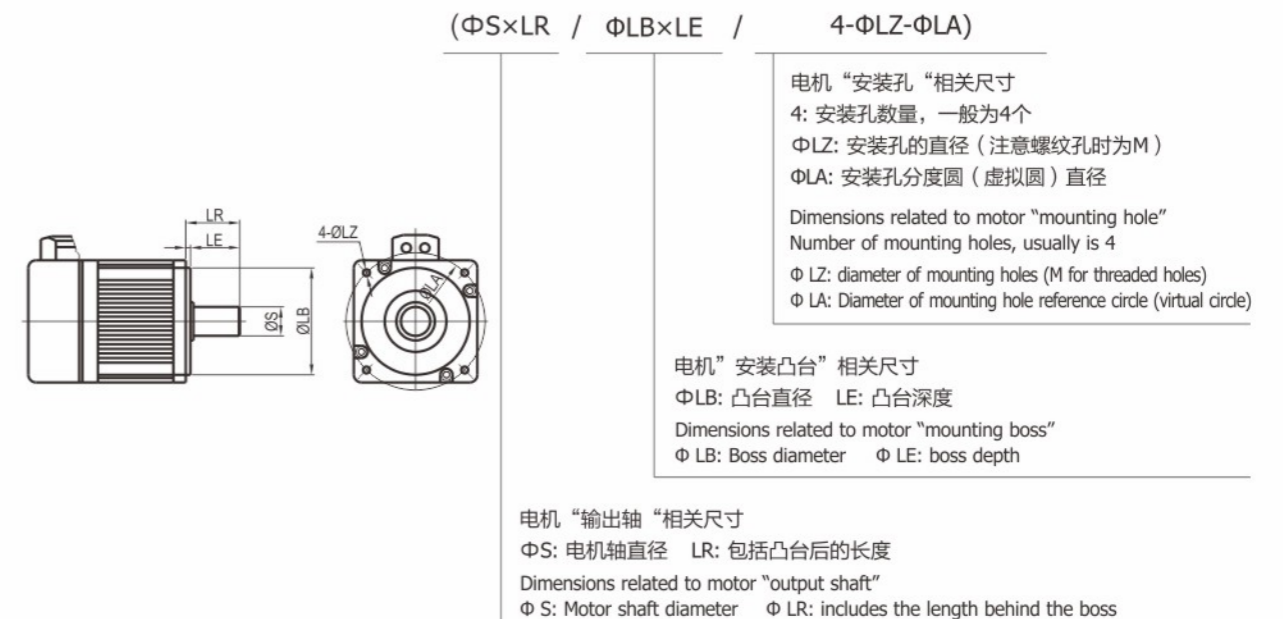 (ΦS×LR / ΦLB×LE / 4-ΦLZ-ΦLA)
电机“安装孔“相关尺寸
4: 安装孔数量，一般为4个
ΦLZ: 安装孔的直径（注意螺纹孔时为M）
ΦLA: 安装孔分度圆（虚拟圆）直径
Dimensions related to motor “mounting hole”
Number of mounting holes, usually is 4
Φ LZ: diameter of mounting holes (M for threaded holes)
Φ LA: Diameter of mounting hole reference circle (virtual circle)
LR
LE
ØS
ØLB
4-ØLZ
ØLA
电机”安装凸台”相关尺寸
ΦLB: 凸台直径 LE: 凸台深度
Dimensions related to motor “mounting boss”
Φ LB: Boss diameter Φ LE: boss depth
电机“输出轴“相关尺寸
ΦS: 电机轴直径 LR: 包括凸台后的长度
Dimensions related to motor “output shaft”
Φ S: Motor shaft diameter Φ LR: includes the length behind the boss